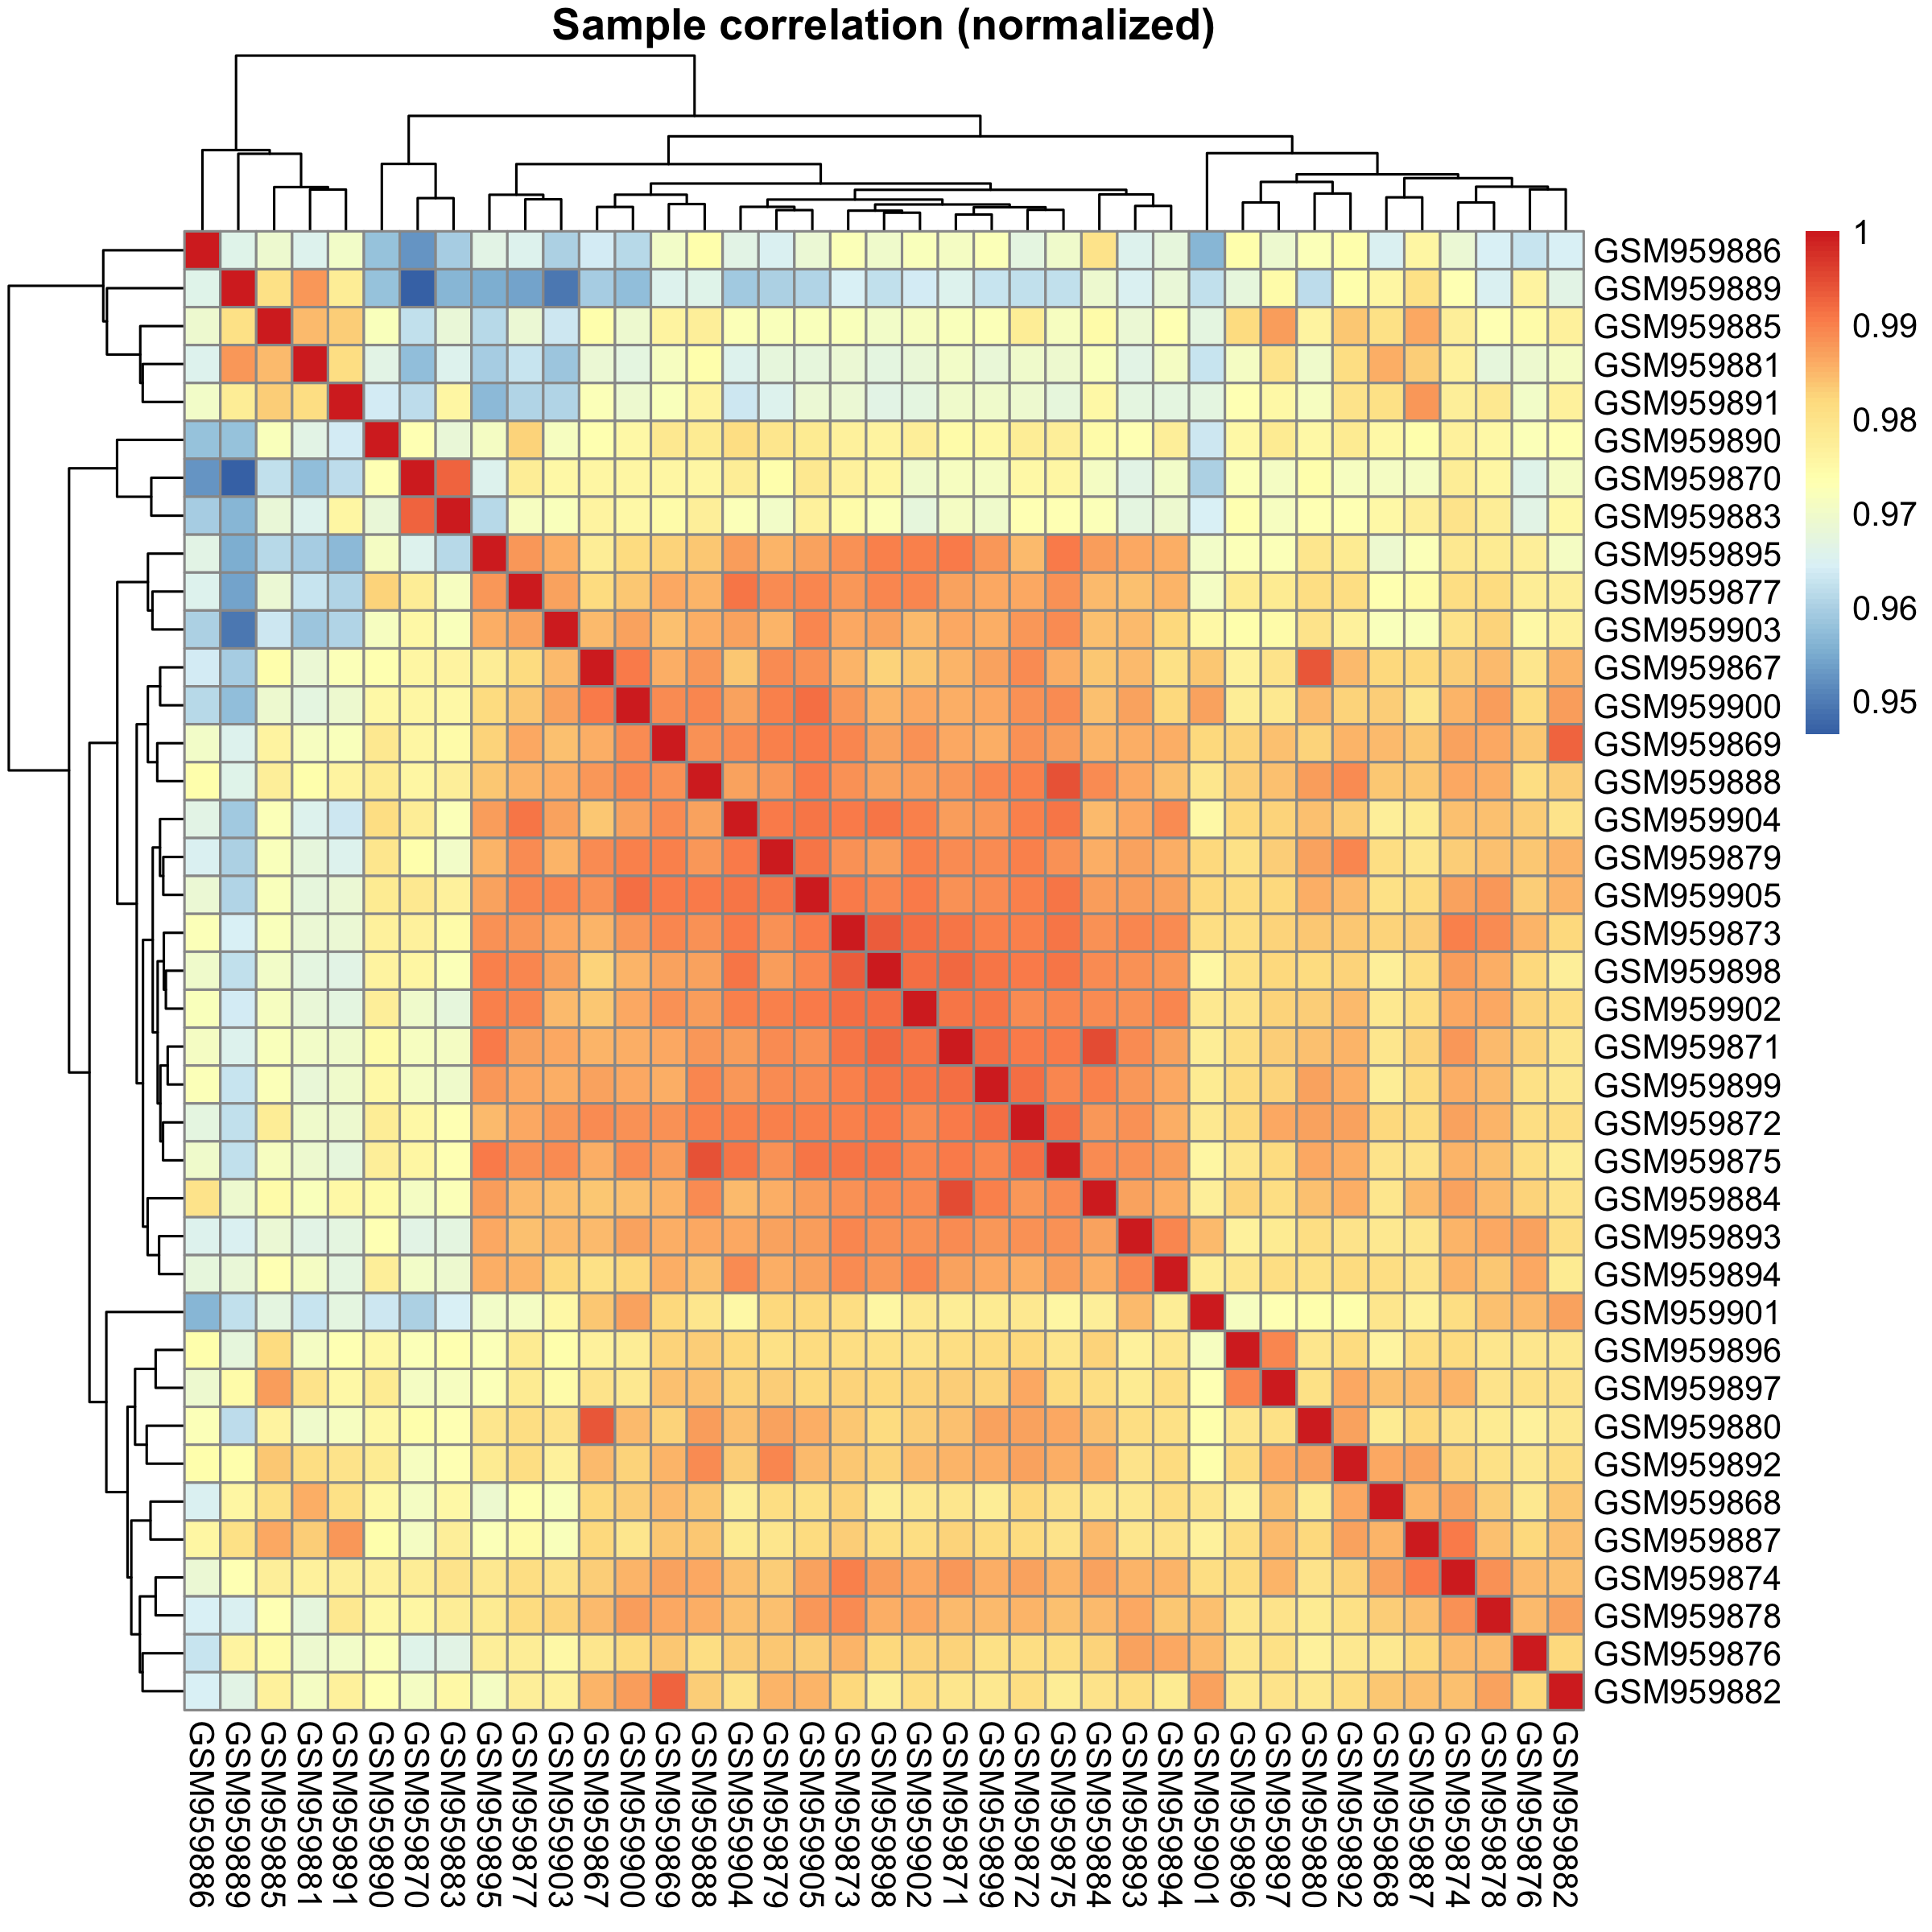 Sample correlation (normalized)
1
0.99
0.98
0.97
0.96
0.95
GSM959886
GSM959889
GSM959885
GSM959881
GSM959891
GSM959890
GSM959870
GSM959883
GSM959895
GSM959877
GSM959903
GSM959867
GSM959900
GSM959869
GSM959888
GSM959904
GSM959879
GSM959905
GSM959873
GSM959898
GSM959902
GSM959871
GSM959899
GSM959872
GSM959875
GSM959884
GSM959893
GSM959894
GSM959901
GSM959896
GSM959897
GSM959880
GSM959892
GSM959868
GSM959887
GSM959874
GSM959878
GSM959876
GSM959882
GSM959886
GSM959889
GSM959885
GSM959881
GSM959891
GSM959890
GSM959870
GSM959883
GSM959895
GSM959877
GSM959903
GSM959867
GSM959900
GSM959869
GSM959888
GSM959904
GSM959879
GSM959905
GSM959873
GSM959898
GSM959902
GSM959871
GSM959899
GSM959872
GSM959875
GSM959884
GSM959893
GSM959894
GSM959901
GSM959896
GSM959897
GSM959880
GSM959892
GSM959868
GSM959887
GSM959874
GSM959878
GSM959876
GSM959882